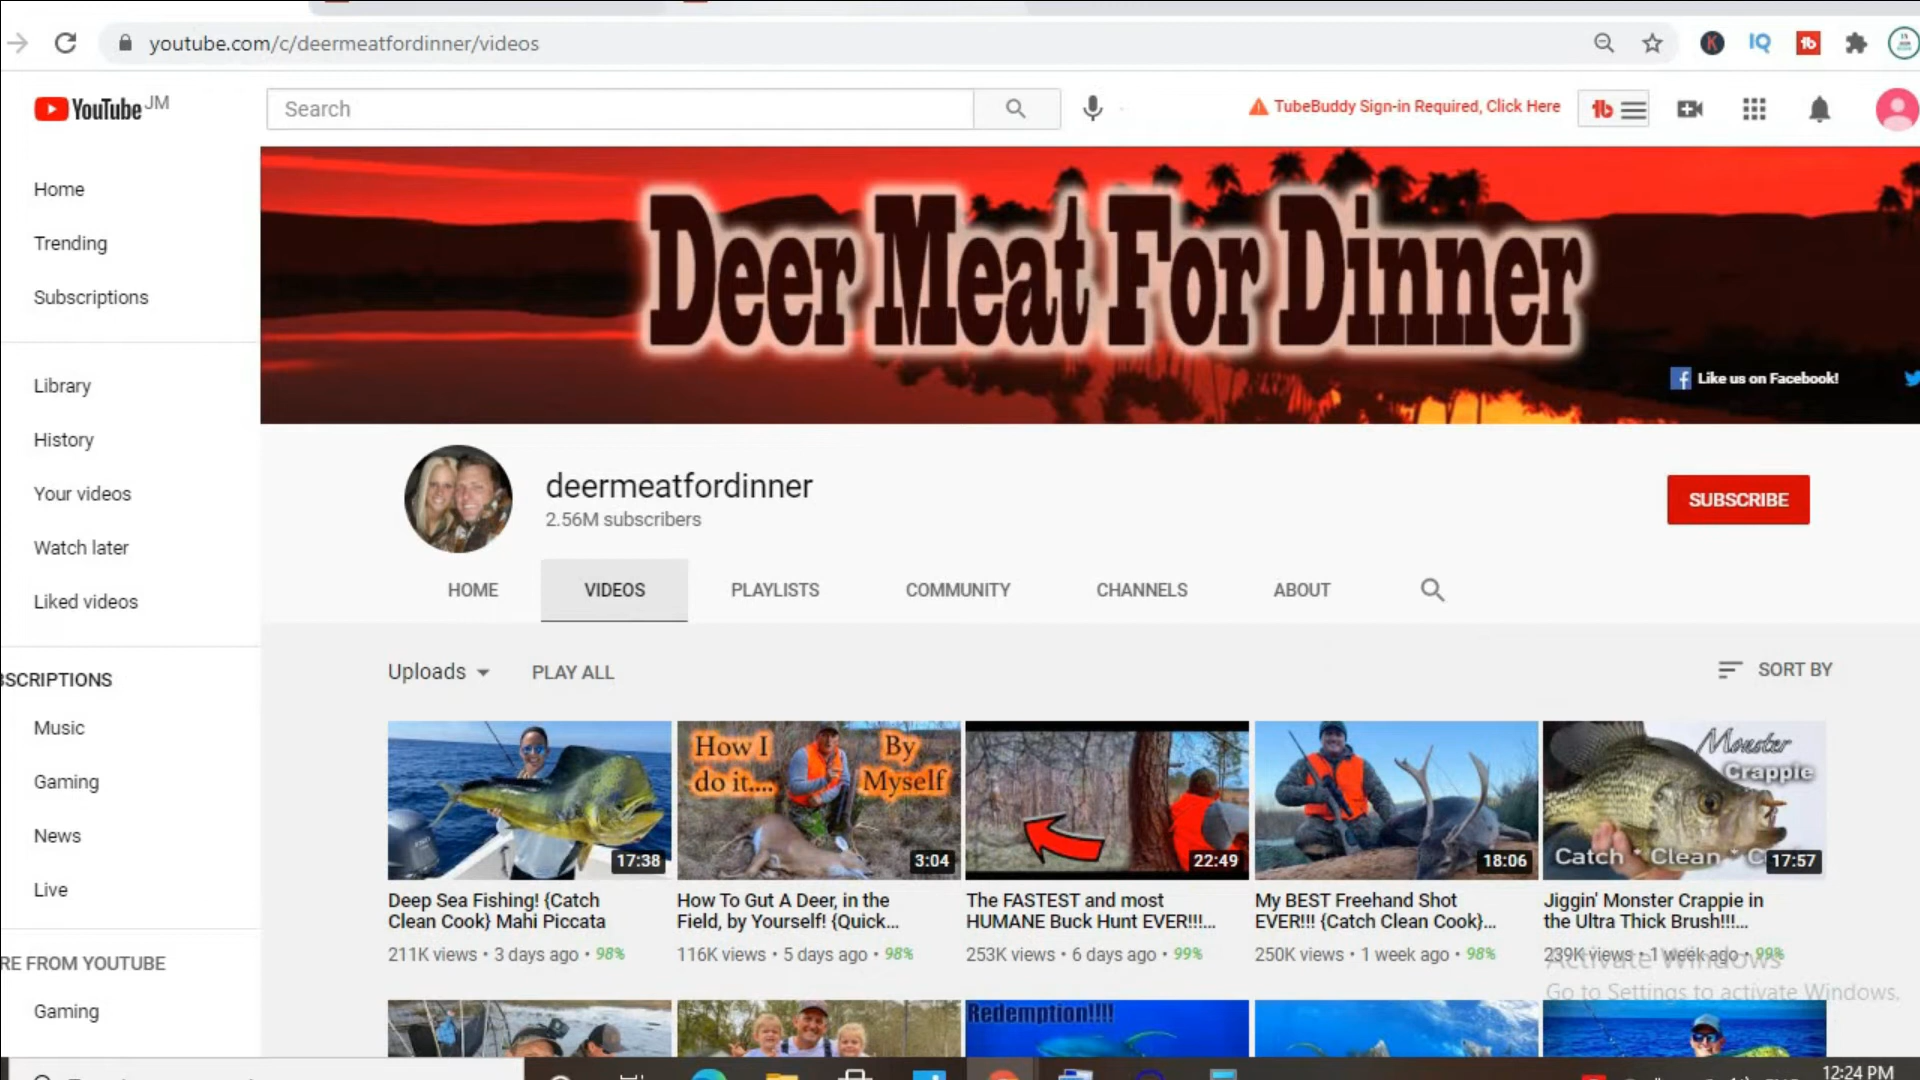 youtube.com/c/deermeatfordinner/videos
YouTube JM
Search
TubeBuddy Sign-in Required, Click Here
Home
Trending
Subscriptions
Library
History
Your videos
Watch later
Liked videos
BSCRIPTIONS
Music
Gaming
News
Live
RE FROM YOUTUBE
Gaming
Deer Meat For Dinner
Like us on Facebook!
deermeatfordinner
2.56M subscribers
SUBSCRIBE
HOME VIDEOS PLAYLISTS COMMUNITY CHANNELS ABOUT
Uploads PLAY ALL SORT BY
17:38
Deep Sea Fishing! {Catch
Clean Cook} Mahi Piccata
211K views • 3 days ago • 98%
How I By
do it.... Myself
3:04
How To Gut A Deer, in the
Field, by Yourself! {Quick...
116K views • 5 days ago • 98%
22:49
The FASTEST and most
HUMANE Buck Hunt EVER!!!...
253K views • 6 days ago • 99%
18:06
My BEST Freehand Shot
EVER!!! {Catch Clean Cook}...
250K views • 1 week ago • 98%
Monster
Crappie
Catch * Clean * C
17:57
Jiggin' Monster Crappie in
the Ultra Thick Brush!!!...
239K views • 1 week ago • 99%
Redemption!!!!
Activate Windows
Go to Settings to activate Windows.
12:24 PM